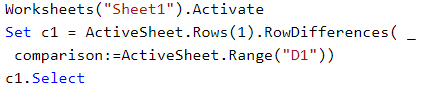 Worksheets("Sheet1").Activate
Set c1 = ActiveSheet.Rows(1).RowDifferences( _
comparison:=ActiveSheet.Range("D1"))
c1.Select